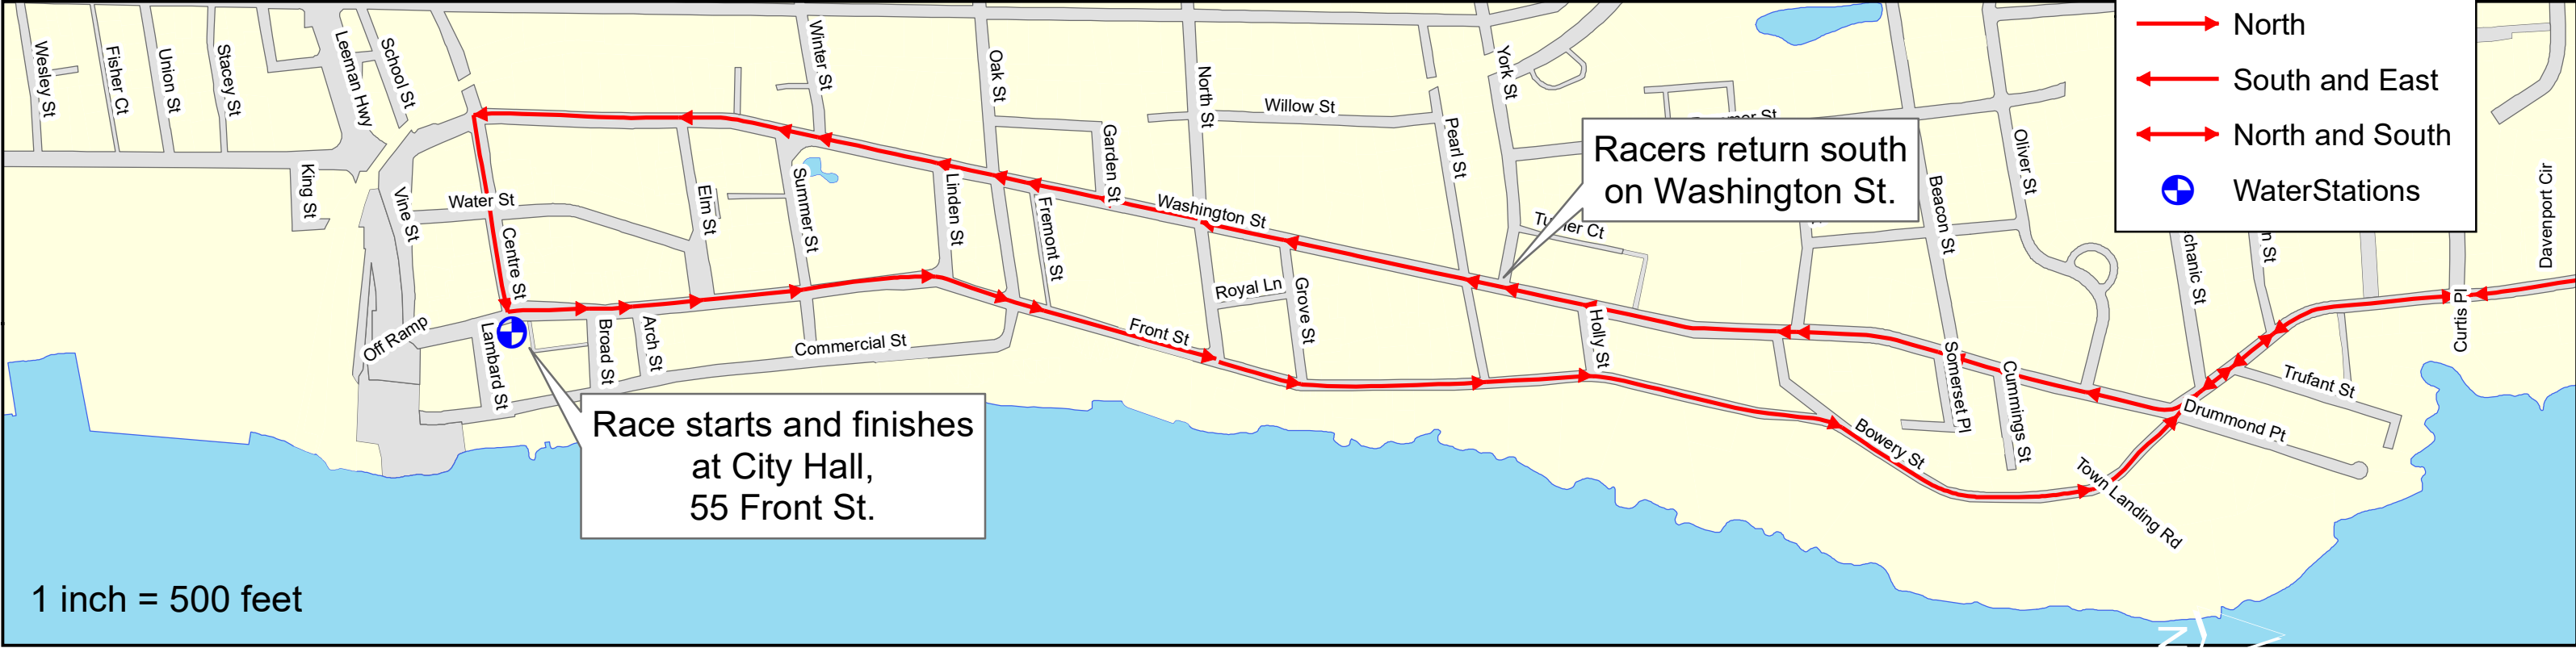 North
South and East
North and South
WaterStations
Wesley St
Fisher Ct
Union St
Stacey St
Leeman Hwy
School St
Winter St
Oak St
North St
Willow St
York St
Pearl St
Garden St
Oliver St
Racers return south
on Washington St.
King St
Vine St
Water St
Elm St
Summer St
Linden St
Fremont St
Washington St
Beacon St
Davenport Cir
Centre St
Royal Ln
Grove St
Holly St
Curtis Pl
Off Ramp
Lambard St
Broad St
Arch St
Commercial St
Front St
Somerset Pl
Cummings St
Trufant St
Drummond Pt
Bowery St
Town Landing Rd
Race starts and finishes
at City Hall,
55 Front St.
1 inch = 500 feet
N